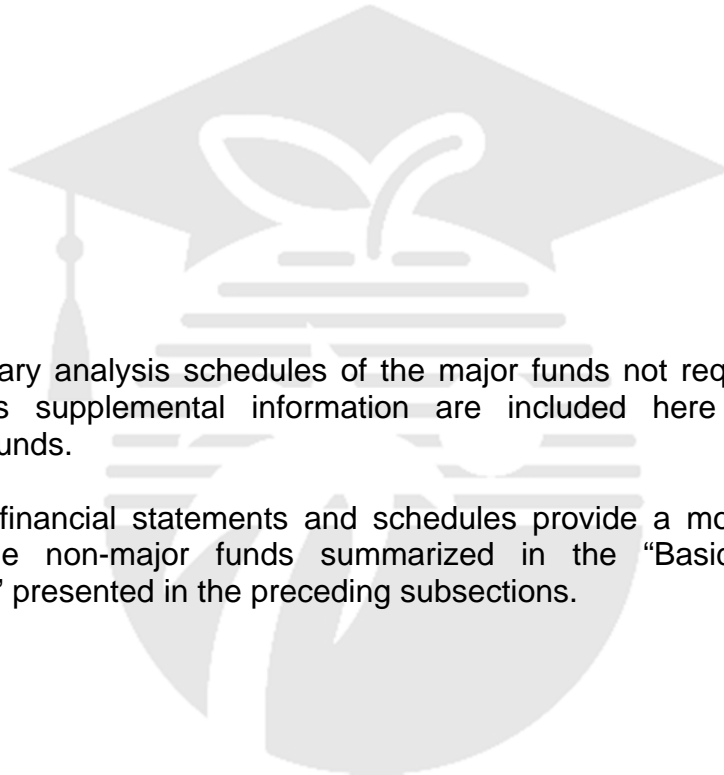 ary analysis schedules of the major funds not req
s supplemental information are included here
unds.
financial statements and schedules provide a mo
e non-major funds summarized in the “Basic
’ presented in the preceding subsections.